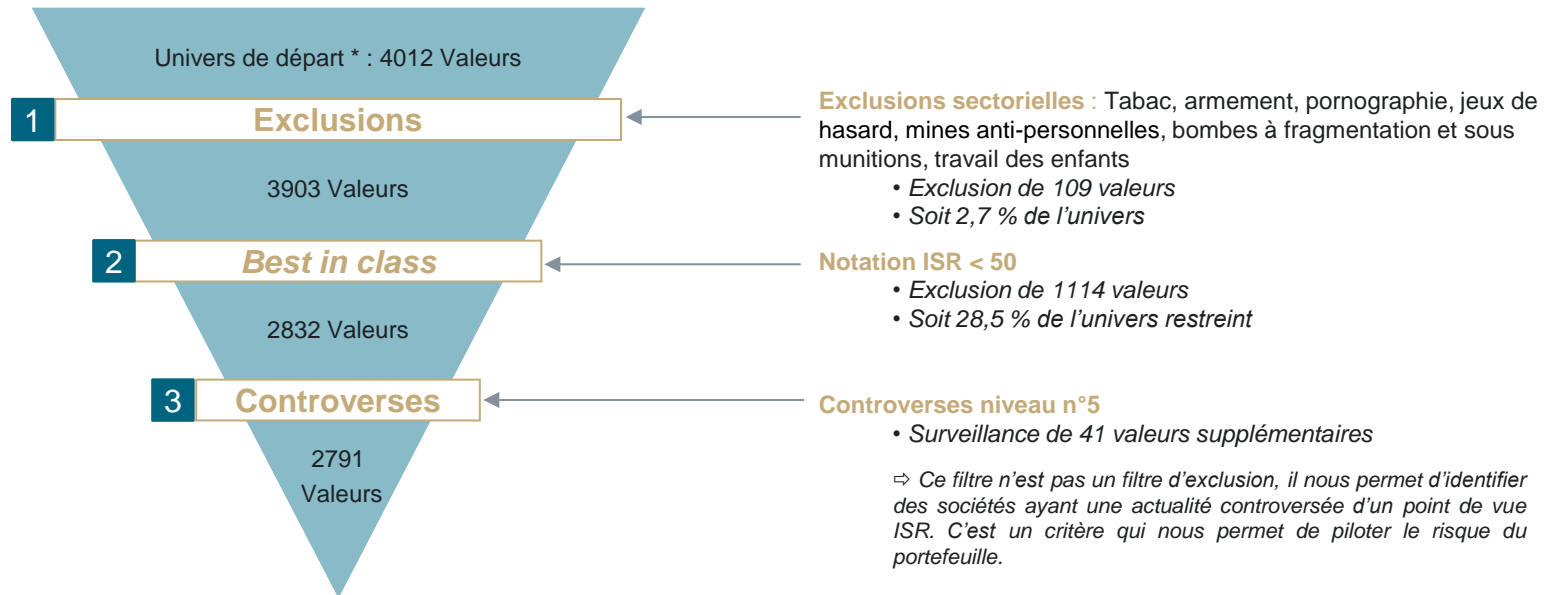 Univers de départ * : 4012 Valeurs
1
Exclusions
3903 Valeurs
2
Best in class
2832 Valeurs
3
Controverses
2791
Valeurs
Exclusions sectorielles : Tabac, armement, pornographie, jeux de
hasard, mines anti-personnelles, bombes à fragmentation et sous
munitions, travail des enfants
• Exclusion de 109 valeurs
• Soit 2,7 % de l'univers
Notation ISR < 50
• Exclusion de 1114 valeurs
• Soit 28,5 % de l'univers restreint
Controverses niveau n°5
• Surveillance de 41 valeurs supplémentaires
⇨ Ce filtre n'est pas un filtre d'exclusion, il nous permet d'identifier
des sociétés ayant une actualité controversée d'un point de vue
ISR. C'est un critère qui nous permet de piloter le risque du
portefeuille.